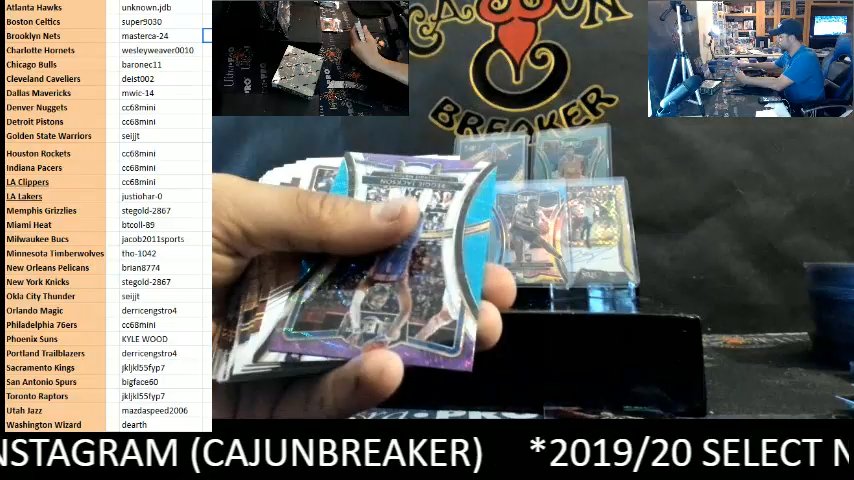 Atlanta Hawks unknown.jdb
Boston Celtics super9030
Brooklyn Nets masterca-24
Charlotte Hornets wesleyweaver0010
Chicago Bulls baronec11
Cleveland Caveliers deist002
Dallas Mavericks mwic-14
Denver Nuggets cc68mini
Detroit Pistons cc68mini
Golden State Warriors seijjt
Houston Rockets cc68mini
Indiana Pacers cc68mini
LA Clippers cc68mini
LA Lakers justiohar-0
Memphis Grizzlies stegold-2867
Miami Heat btcoll-89
Milwaukee Bucs jacob2011sports
Minnesota Timberwolves tho-1042
New Orleans Pelicans brian8774
New York Knicks stegold-2867
Okla City Thunder seijjt
Orlando Magic derricengstro4
Philadelphia 76ers cc68mini
Phoenix Suns KYLE WOOD
Portland Trailblazers derricengstro4
Sacramento Kings jkljkl55fyp7
San Antonio Spurs bigface60
Toronto Raptors jkljkl55fyp7
Utah Jazz mazdaspeed2006
Washington Wizard dearth
BREAKER
REGGIE JACKSON
NSTAGRAM (CAJUNBREAKER) *2019/20 SELECT N